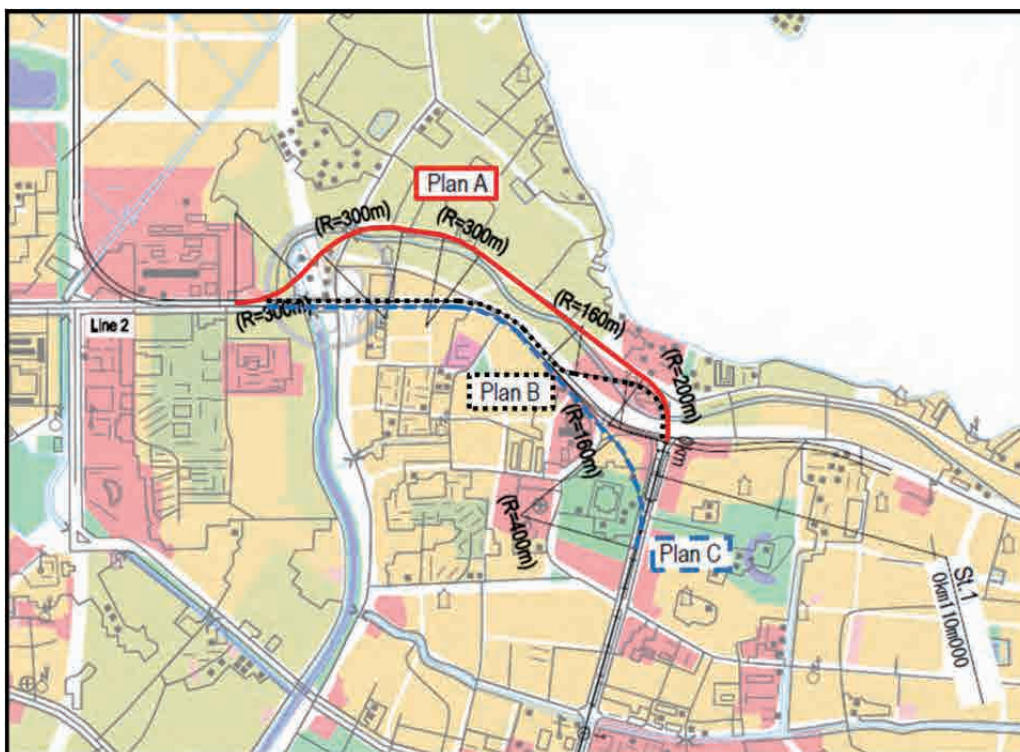 Plan A
(R=300m)
(R=300m)
(R=300m)
Line 2
(R=160m)
Plan B
(R=200m)
(R=160m)
0km
(R=400m)
Plan C
St.1
0km110m000